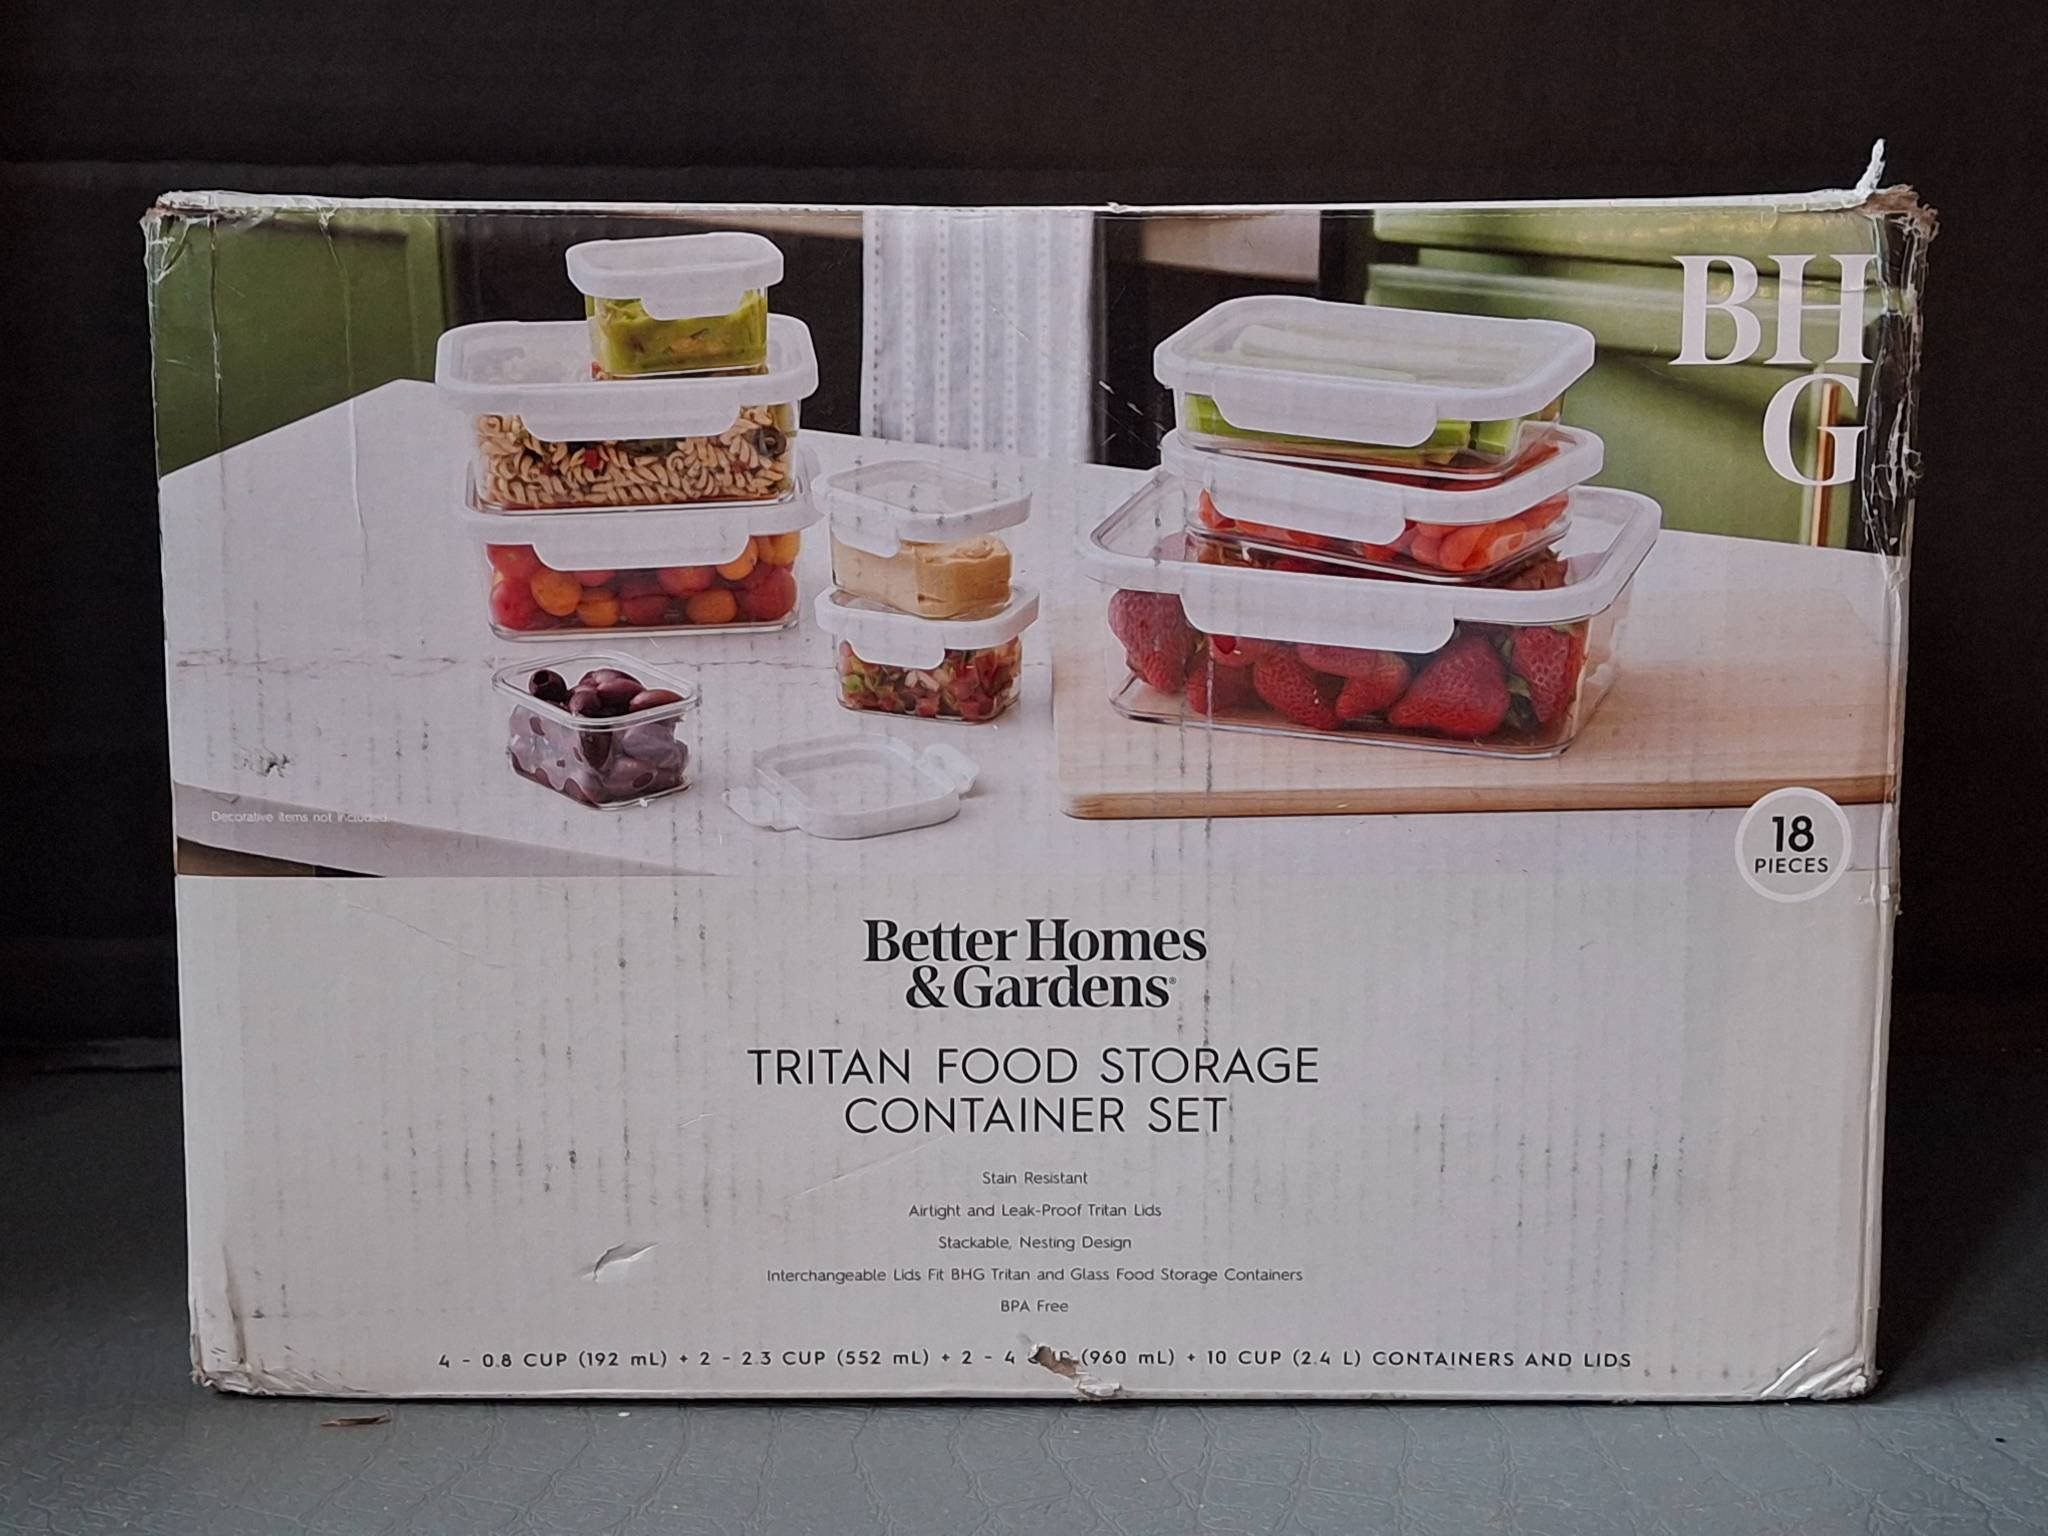 BH
G
Decorative items not included.
18
PIECES
Better Homes
& Gardens®
TRITAN FOOD STORAGE
CONTAINER SET
Stain Resistant
Airtight and Leak-Proof Tritan Lids
Stackable, Nesting Design
Interchangeable Lids Fit BHG Tritan and Glass Food Storage Containers
BPA Free
4 - 0.8 CUP (192 mL) + 2 - 2.3 CUP (552 mL) + 2 - 4 (960 mL) + 10 CUP (2.4 L) CONTAINERS AND LIDS